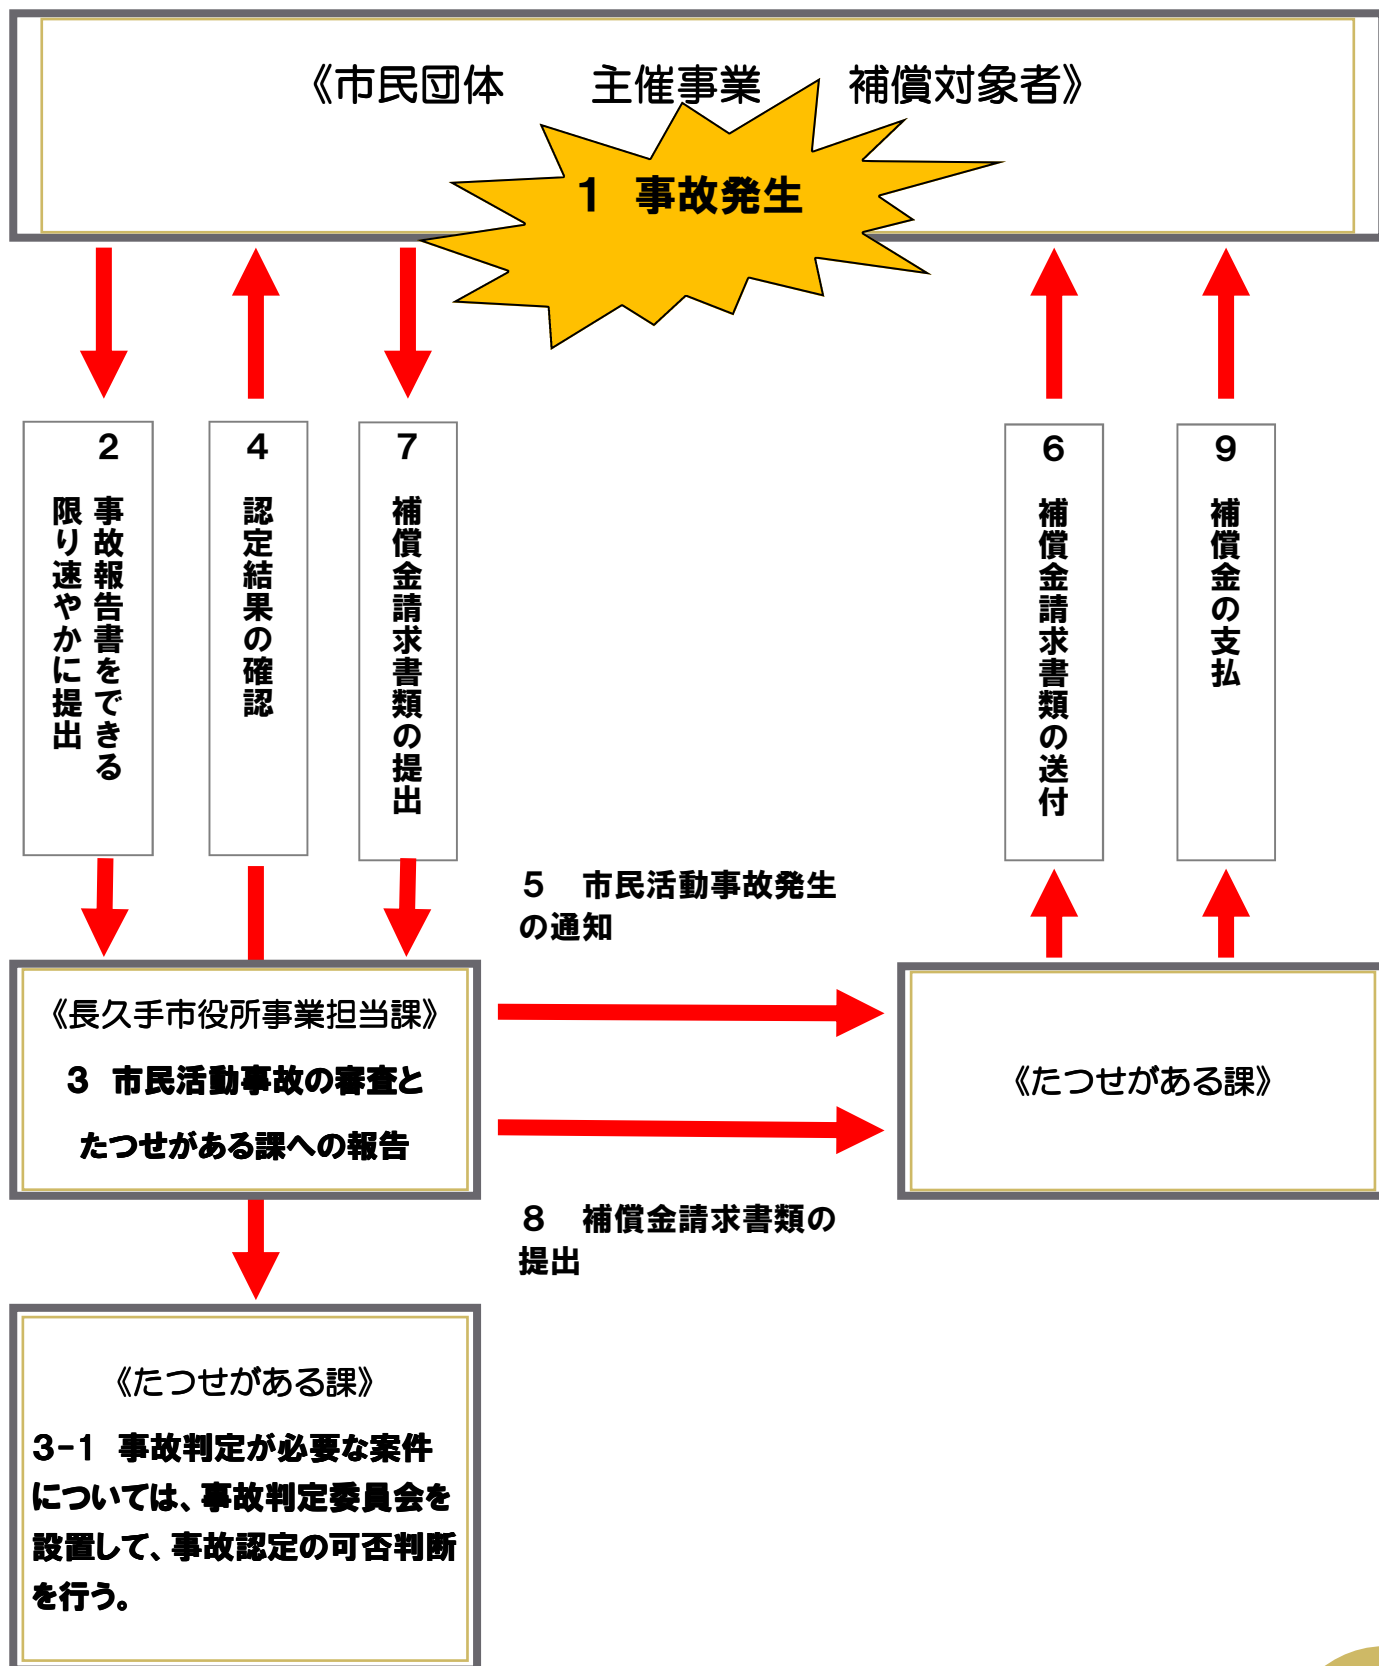 《市民団体　　主催事業　　補償対象者》
１　事故発生
２　事故報告書をできる
限り速やかに提出
４　認定結果の確認
７　補償金請求書類の提出
６　補償金請求書類の送付
９　補償金の支払
５　市民活動事故発生
の通知
《長久手市役所事業担当課》
３　市民活動事故の審査と
たつせがある課への報告
《たつせがある課》
８　補償金請求書類の
提出
《たつせがある課》
３-１　事故判定が必要な案件
については、事故判定委員会を
設置して、事故認定の可否判断
を行う。